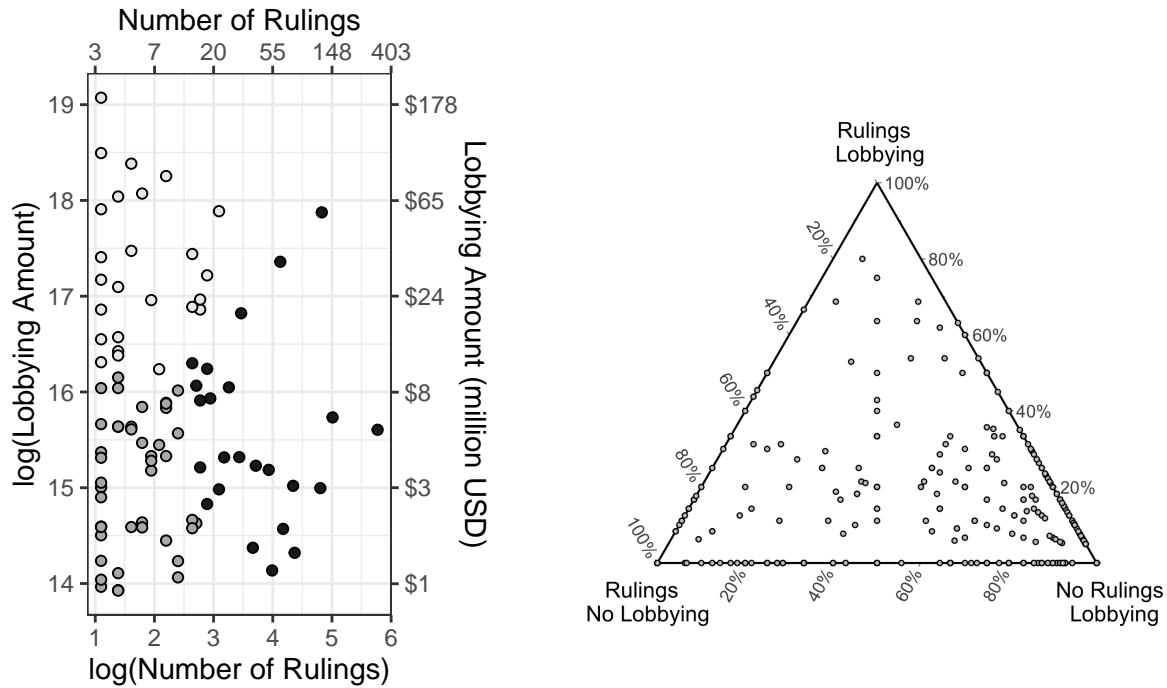 Number of Rulings
3 7 20 55 148 403
19
18
17
16
15
14
log(Lobbying Amount)
$178
$65
$24
$8
$3
$1
Lobbying Amount (million USD)
1 2 3 4 5 6
log(Number of Rulings)
Rulings
Lobbying
100%
80%
60%
40%
20%
20%
40%
60%
80%
100%
20%
40%
60%
80%
Rulings
No Lobbying
No Rulings
Lobbying